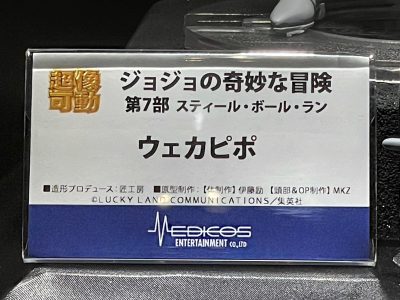 超像可動
ジョジョの奇妙な冒険
第7部 スティール・ボール・ラン
ウェカピポ
■造形プロデュース：匠工房 ■原型制作：【仕制作】伊藤励 【頭部&OP制作】MKZ
©LUCKY LAND COMMUNICATIONS／集英社
MEDICOS
ENTERTAINMENT CO.,LTD